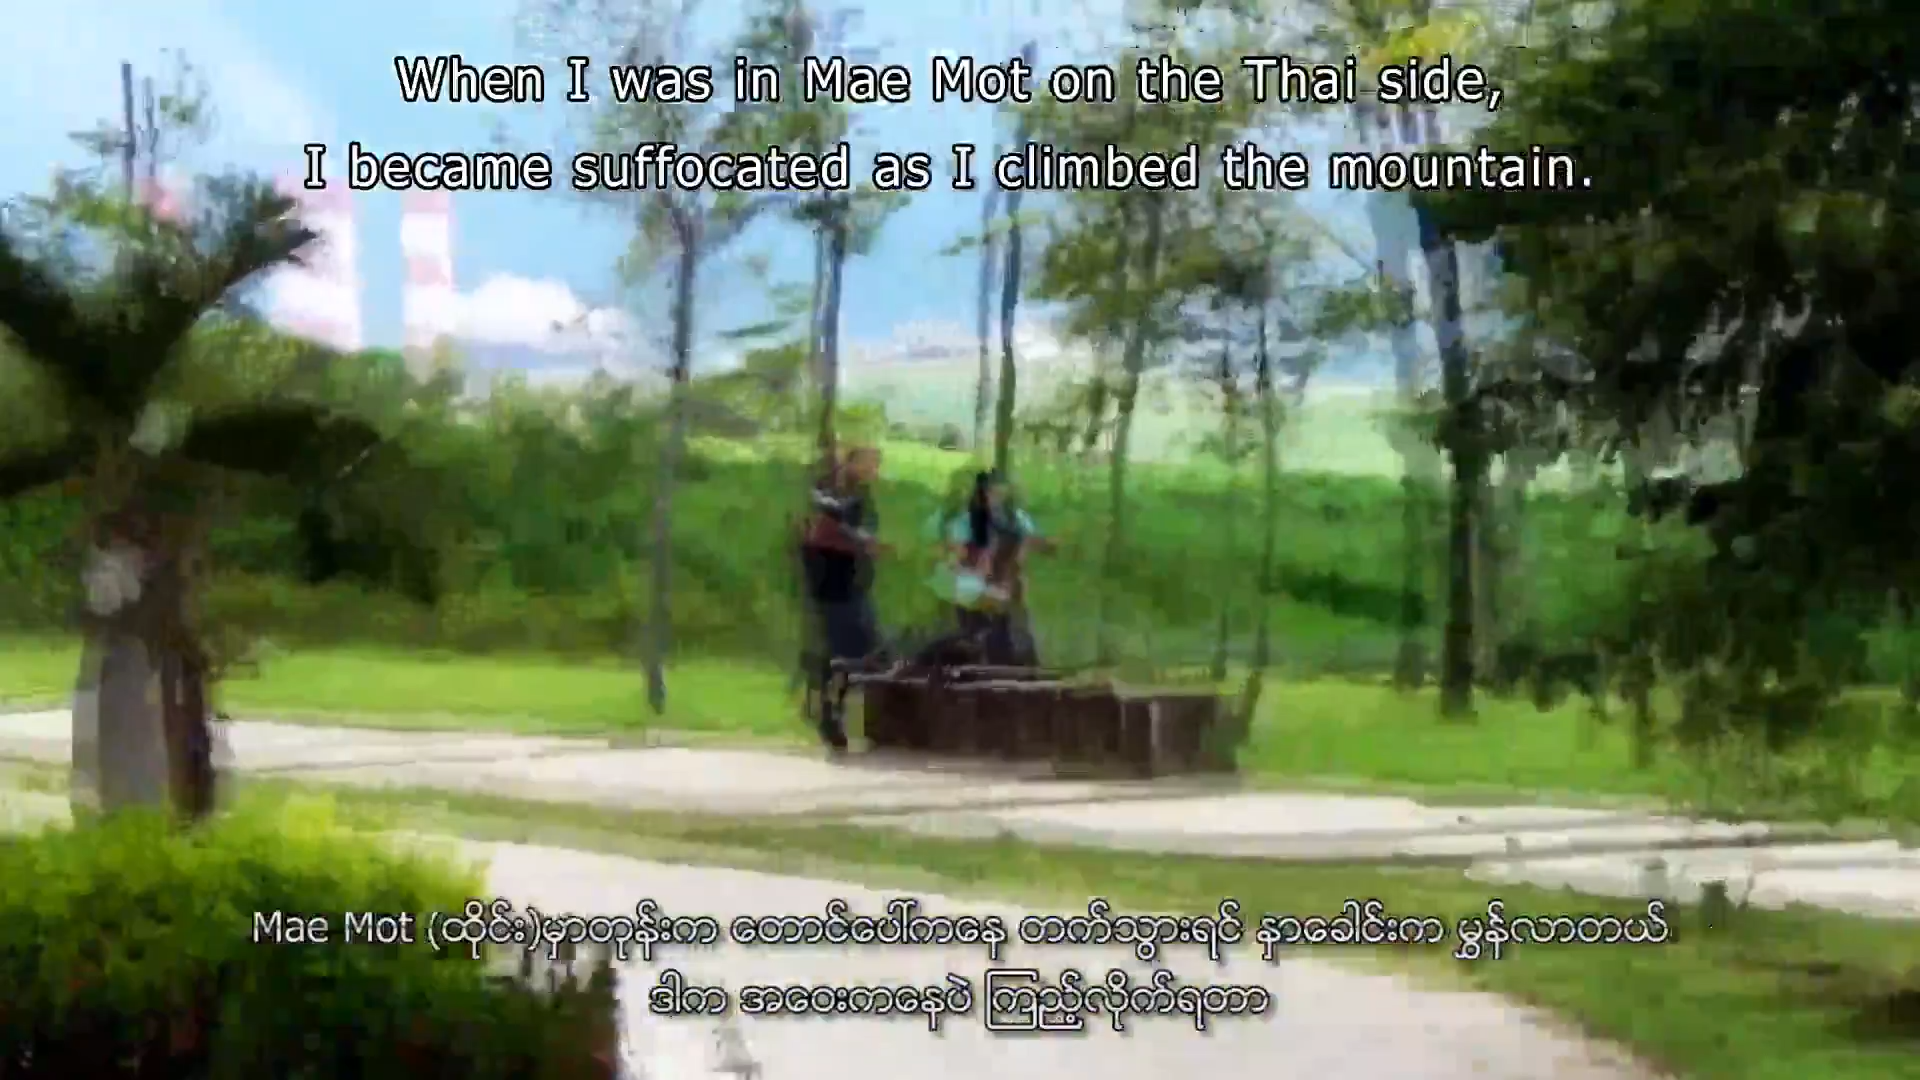 When I was in Mae Mot on the Thai side,
I became suffocated as I climbed the mountain.
Mae Mot (ထိုင်း)မှာတုန်းက တောင်ပေါ်ကနေ တက်သွားရင် နှာခေါင်းက မွှန်လာတယ်
ဒါက အဝေးကနေပဲ ကြည့်လိုက်ရတာ